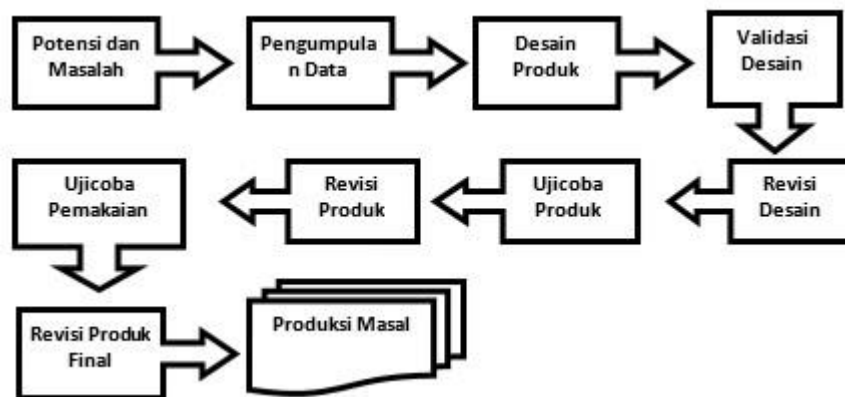 Potensi dan
Masalah
Pengumpula
n Data
Desain
Produk
Validasi
Desain
Revisi
Desain
Ujicoba
Produk
Revisi
Produk
Ujicoba
Pemakaian
Revisi Produk
Final
Produksi Masal